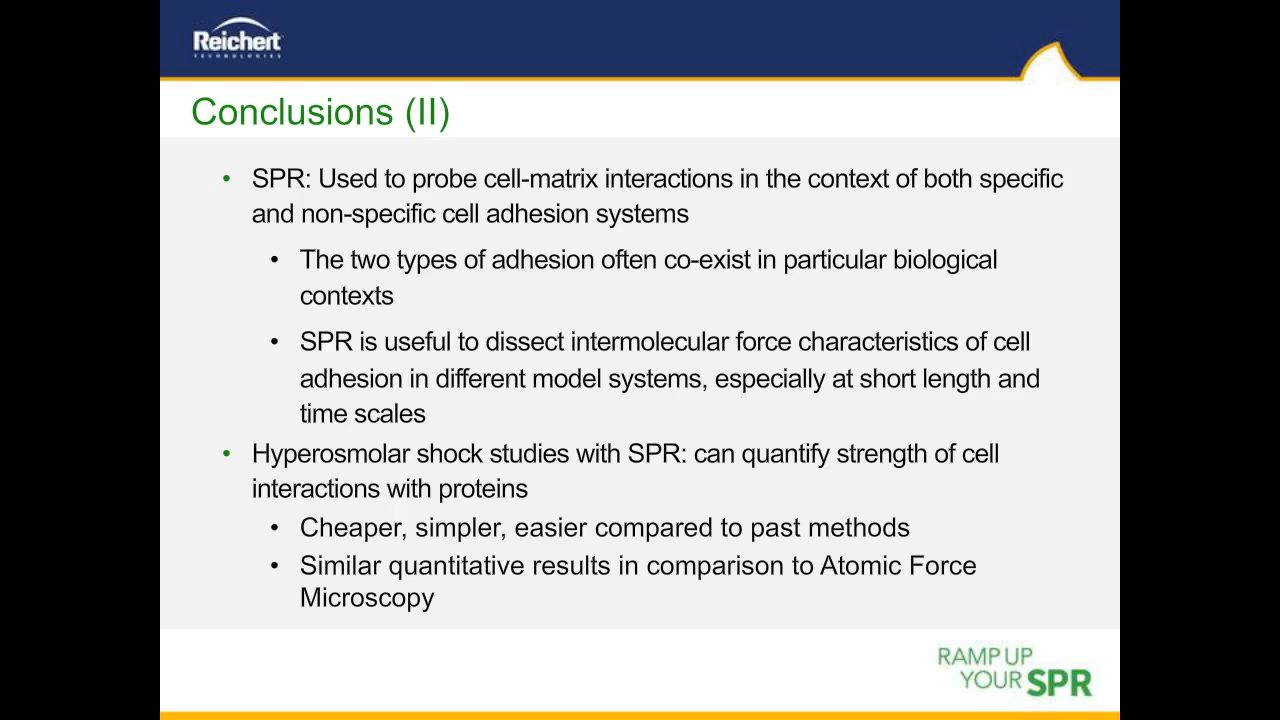 Reichert
TECHNOLOGIES
Conclusions (II)
• SPR: Used to probe cell-matrix interactions in the context of both specific
and non-specific cell adhesion systems
• The two types of adhesion often co-exist in particular biological
contexts
• SPR is useful to dissect intermolecular force characteristics of cell
adhesion in different model systems, especially at short length and
time scales
• Hyperosmolar shock studies with SPR: can quantify strength of cell
interactions with proteins
• Cheaper, simpler, easier compared to past methods
• Similar quantitative results in comparison to Atomic Force
Microscopy
RAMP UP
YOUR SPR